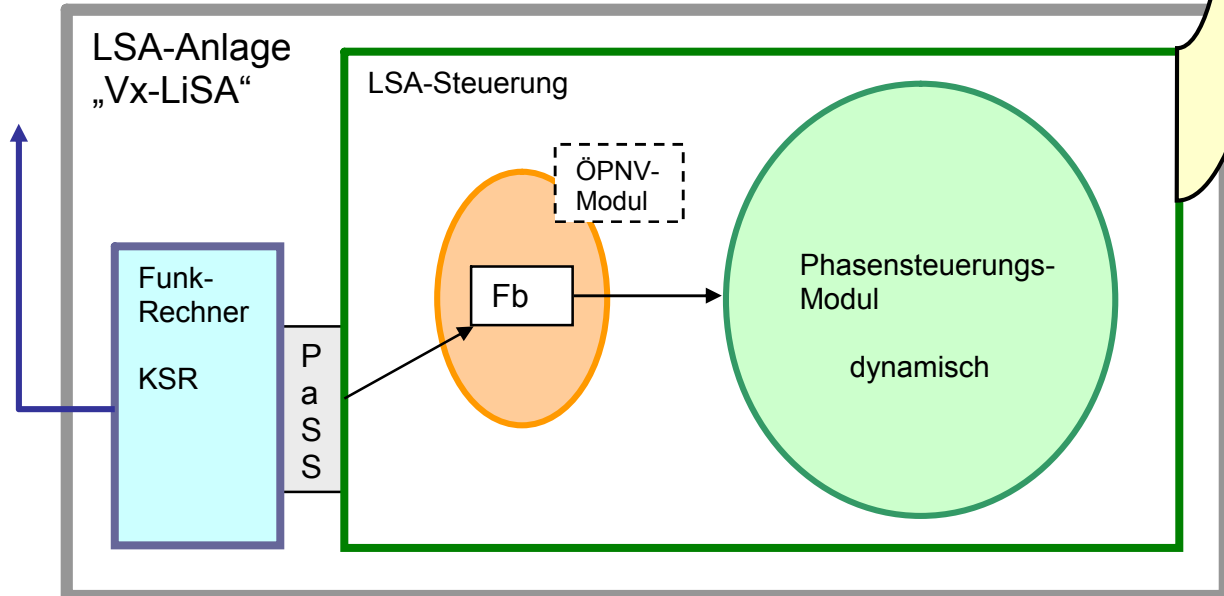 LSA-Anlage
„Vx-LiSA“
LSA-Steuerung
ÖPNV-
Modul
Funk-
Rechner
KSR
P
a
S
S
Fb
Phasensteuerungs-
Modul
dynamisch